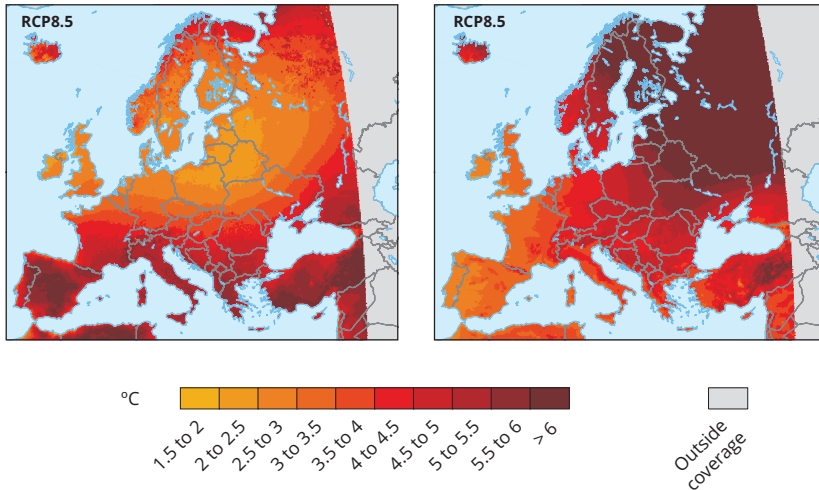 RCP8.5
RCP8.5
ºC
1.5 to 2
2 to 2.5
2.5 to 3
3 to 3.5
3.5 to 4
4 to 4.5
4.5 to 5
5 to 5.5
5.5 to 6
> 6
Outside
coverage